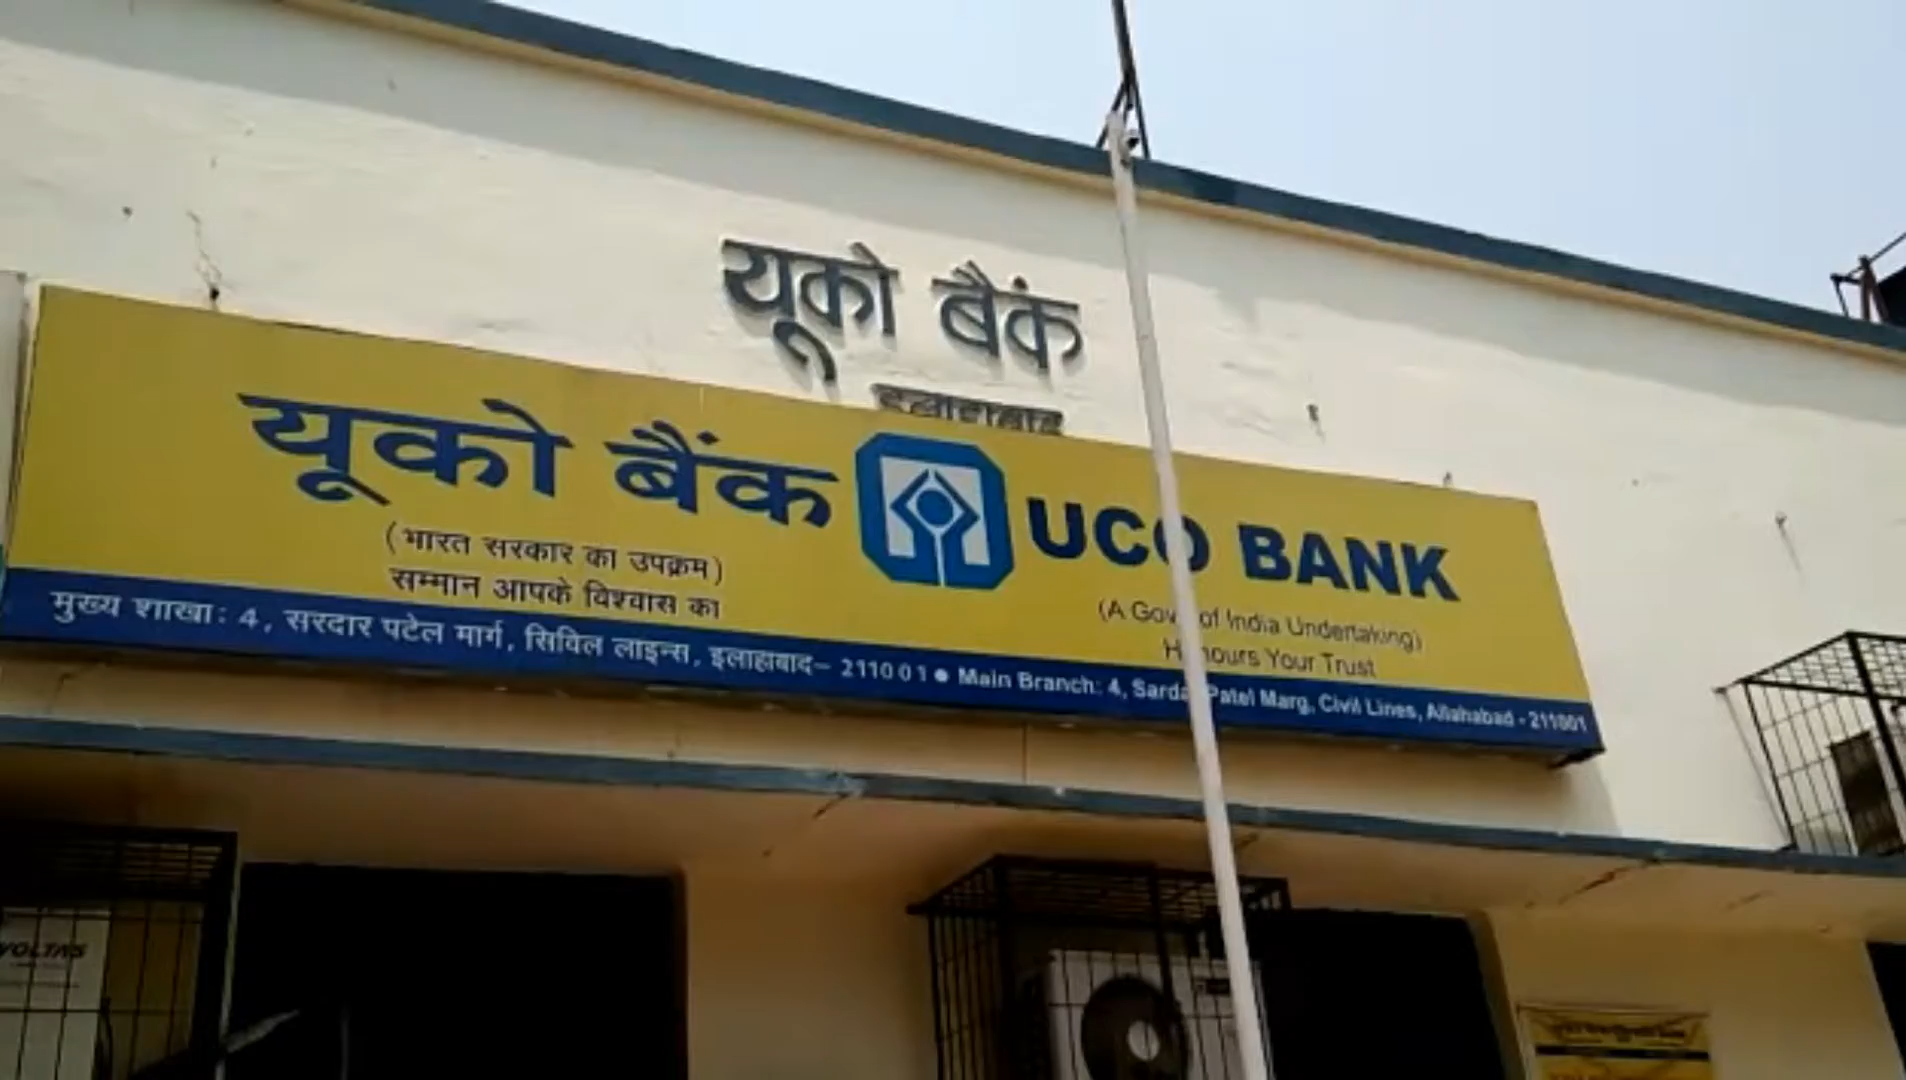 यूको बैंक
इलाहाबाद
यूको बैंक
(भारत सरकार का उपक्रम)
सम्मान आपके विश्वास का
UCO BANK
(A Govt. of India Undertaking)
Honours Your Trust
मुख्य शाखा: 4, सरदार पटेल मार्ग, सिविल लाइन्स, इलाहाबाद– 211001 ● Main Branch: 4, Sardar Patel Marg, Civil Lines, Allahabad - 211001
VOLTAS